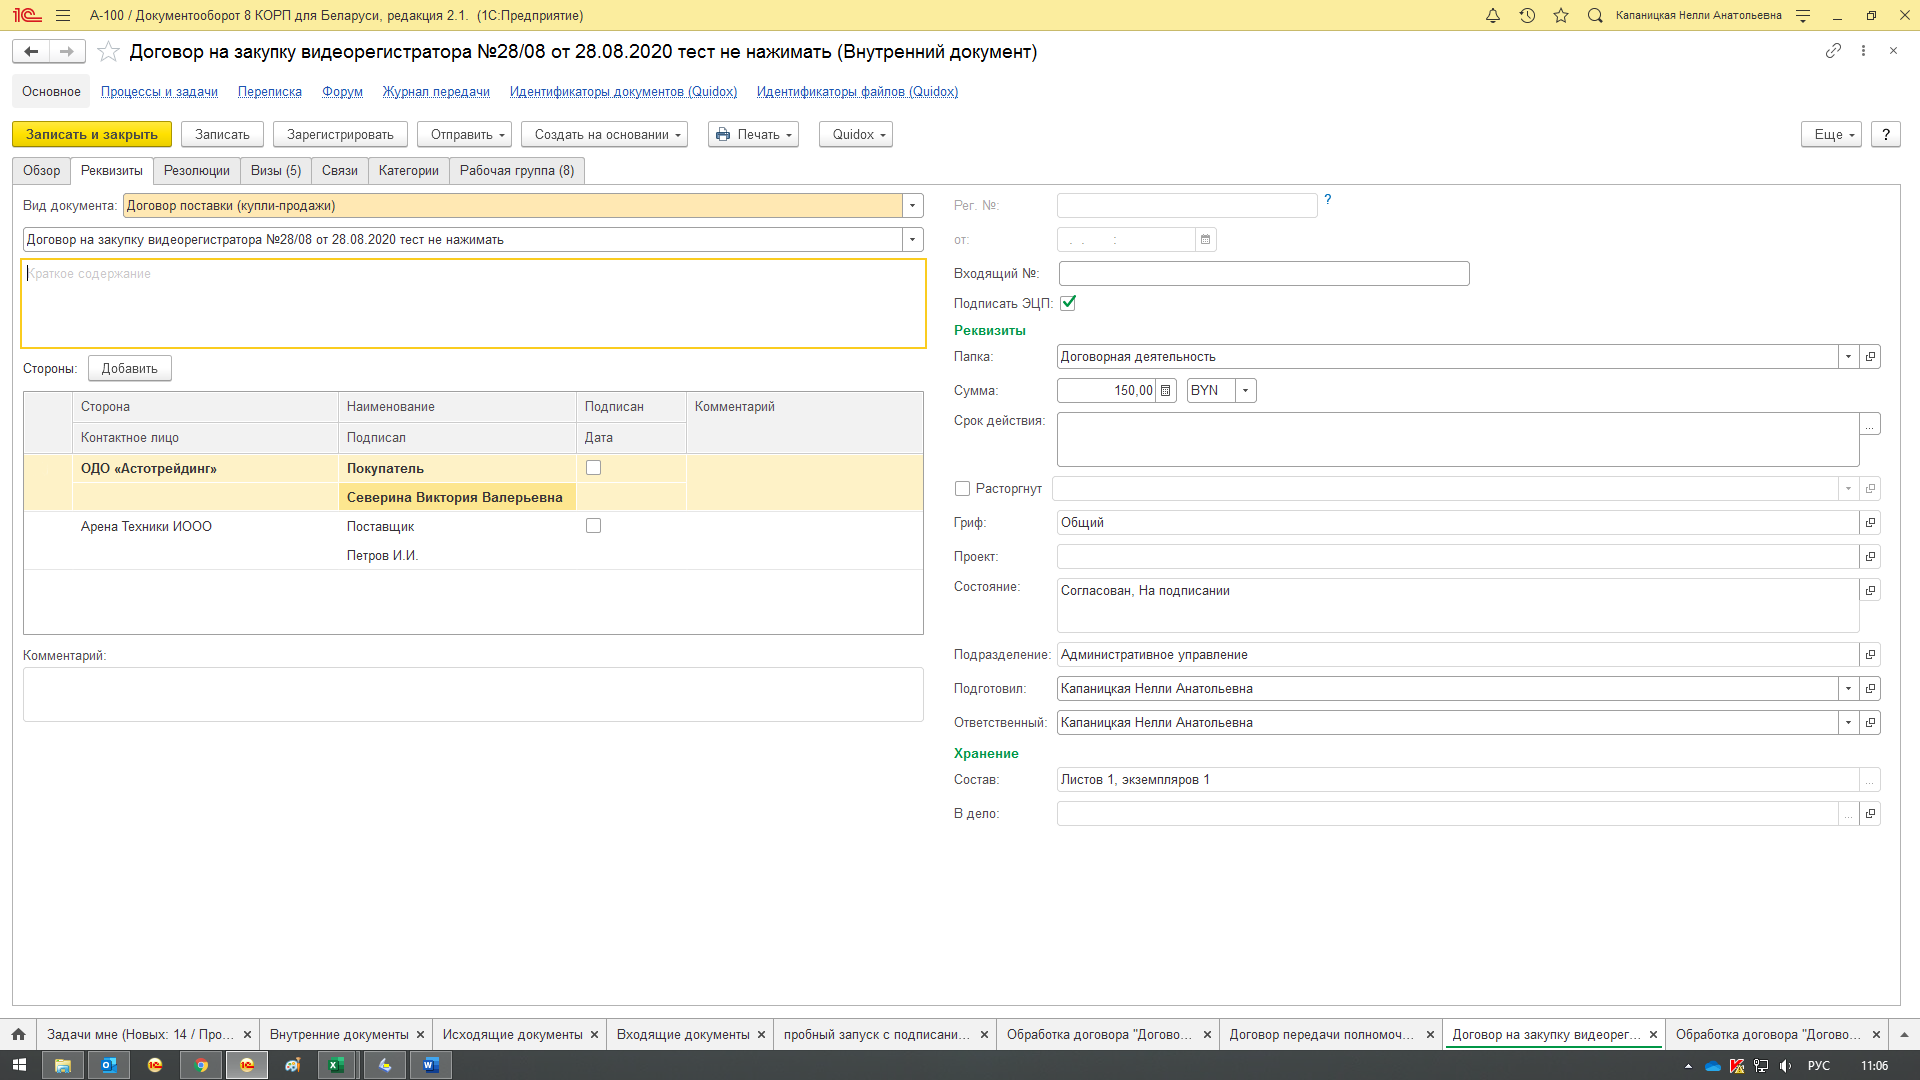 А-100 / Документооборот 8 КОРП для Беларуси, редакция 2.1. (1С:Предприятие)
Капаницкая Нелли Анатольевна
Договор на закупку видеорегистратора №28/08 от 28.08.2020 тест не нажимать (Внутренний документ)
Основное Процессы и задачи Переписка Форум Журнал передачи Идентификаторы документов (Quidox) Идентификаторы файлов (Quidox)
Записать и закрыть Записать Зарегистрировать Отправить Создать на основании Печать Quidox Еще ?
Обзор Реквизиты Резолюции Визы (5) Связи Категории Рабочая группа (8)
Вид документа: Договор поставки (купли-продажи)
Договор на закупку видеорегистратора №28/08 от 28.08.2020 тест не нажимать
Краткое содержание
Стороны: Добавить
Сторона Наименование Подписан Комментарий
Контактное лицо Подписал Дата
ОДО «Астотрейдинг» Покупатель
Северина Виктория Валерьевна
Арена Техники ИООО Поставщик
Петров И.И.
Комментарий:
Рег. №: ?
от: . . :
Входящий №:
Подписать ЭЦП:
Реквизиты
Папка: Договорная деятельность
Сумма: 150,00 BYN
Срок действия: ...
Расторгнут
Гриф: Общий
Проект:
Состояние: Согласован, На подписании
Подразделение: Административное управление
Подготовил: Капаницкая Нелли Анатольевна
Ответственный: Капаницкая Нелли Анатольевна
Хранение
Состав: Листов 1, экземпляров 1 ...
В дело: ...
Задачи мне (Новых: 14 / Про... Внутренние документы Исходящие документы Входящие документы пробный запуск с подписани... Обработка договора "Догово... Договор передачи полномоч... Договор на закупку видеорег... Обработка договора "Догово...
РУС 11:06